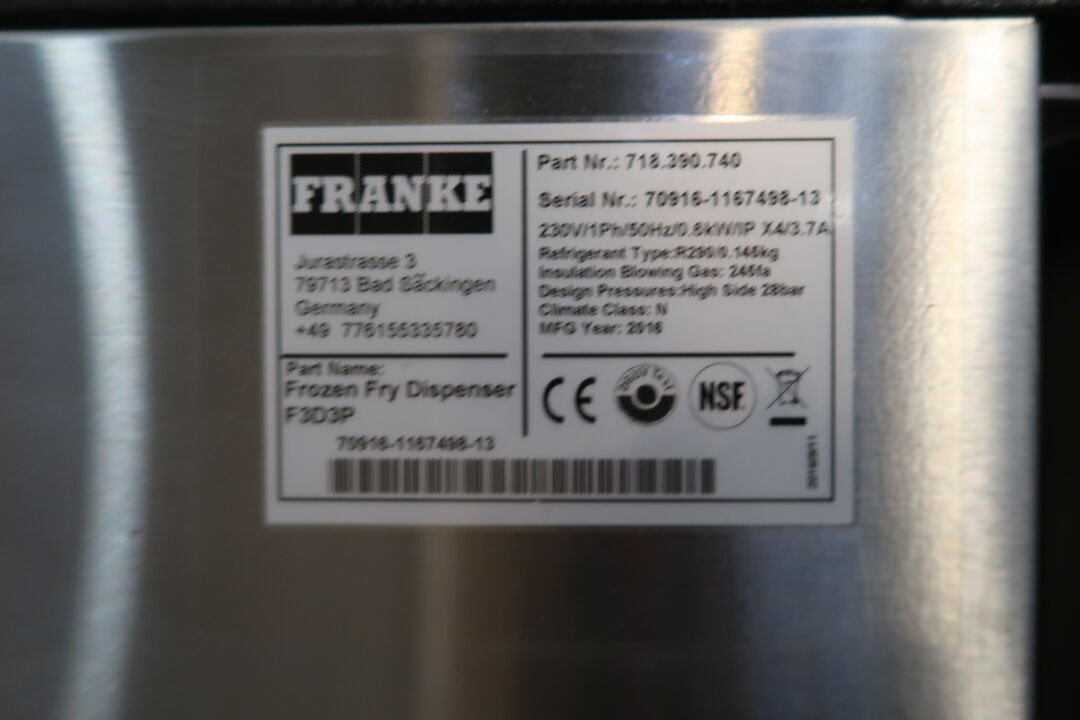 FRANKE
Jurastrasse 3
79713 Bad Säckingen
Germany
+49 776155335780
Part Name:
Frozen Fry Dispenser
F3D3P
70916-1167498-13
Part Nr.: 718.390.740
Serial Nr.: 70916-1167498-13
230V/1Ph/50Hz/0.6kW/IP X4/3.7A
Refrigerant Type:R290/0.145kg
Insulation Blowing Gas: 245fa
Design Pressures:High Side 28bar
Climate Class: N
MFG Year: 2016
CE
NSF